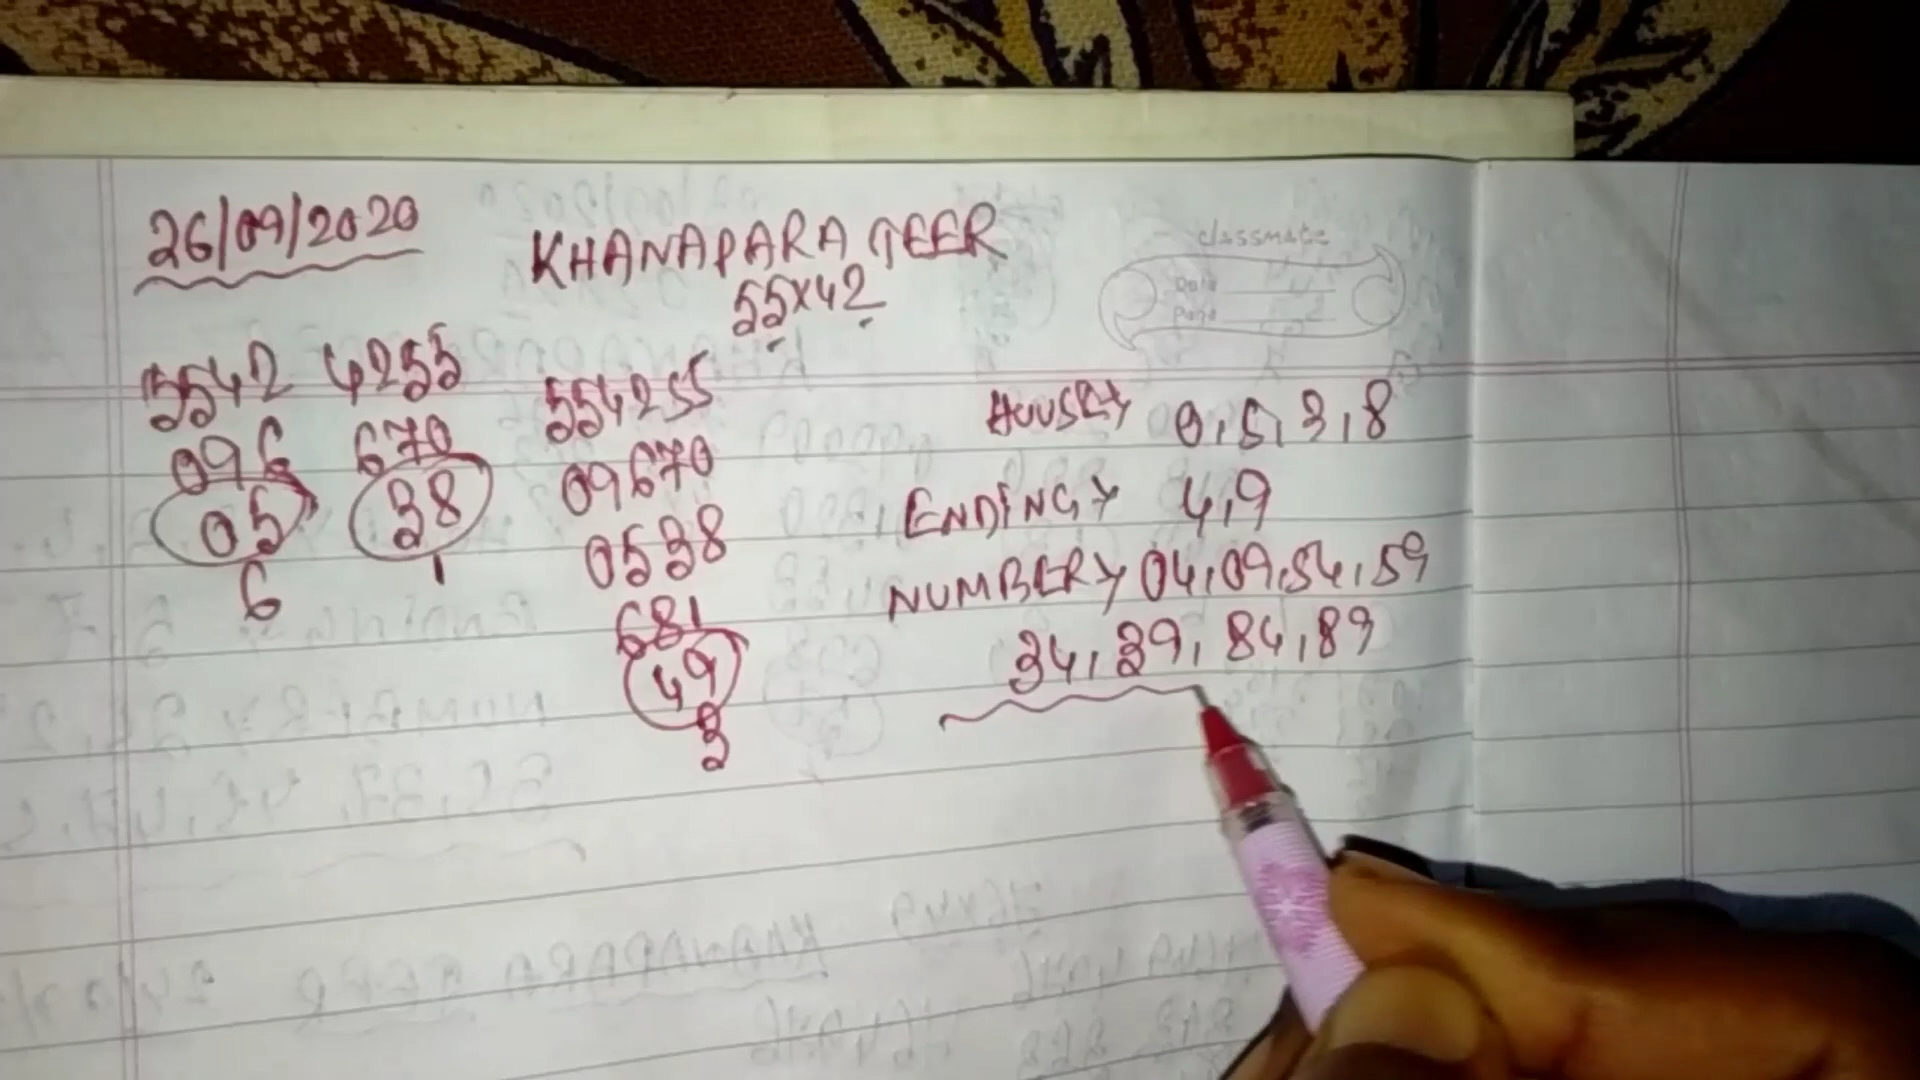 26/09/2020
KHANAPARA TEER
55x42
classmate
Date
Page
5542 4255
096 670
05 38
6 1
554255
09670
0538
681
49
3
HOUSE→ 0,5,3,8
ENDING→ 4,9
NUMBER→ 04,09,54,59
34,39,84,89